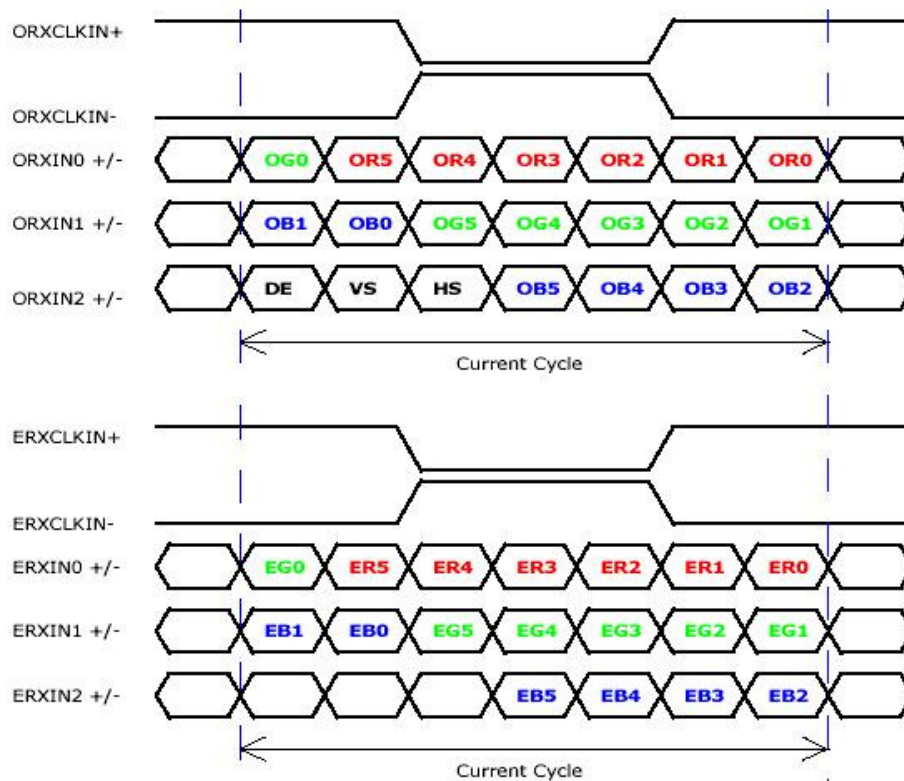 ORXCLKIN+
ORXCLKIN-
ORXIN0 +/- OG0 OR5 OR4 OR3 OR2 OR1 OR0
ORXIN1 +/- OB1 OB0 OG5 OG4 OG3 OG2 OG1
ORXIN2 +/- DE VS HS OB5 OB4 OB3 OB2
Current Cycle
ERXCLKIN+
ERXCLKIN-
ERXIN0 +/- EG0 ER5 ER4 ER3 ER2 ER1 ER0
ERXIN1 +/- EB1 EB0 EG5 EG4 EG3 EG2 EG1
ERXIN2 +/- EB5 EB4 EB3 EB2
Current Cycle